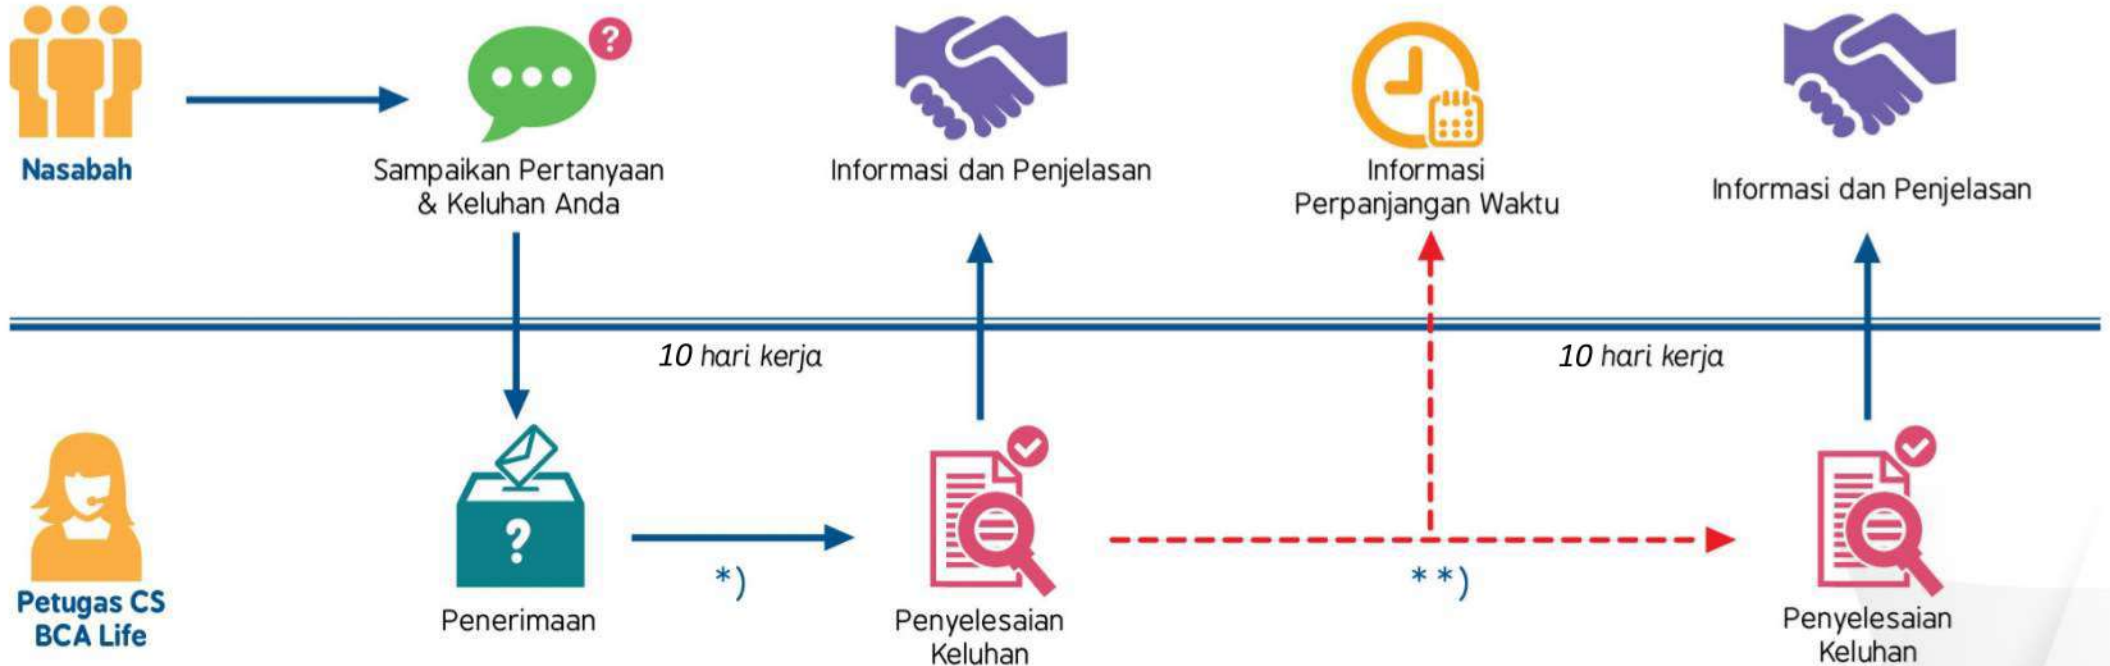 ?
Nasabah
Sampaikan Pertanyaan
& Keluhan Anda
Informasi dan Penjelasan
Informasi
Perpanjangan Waktu
Informasi dan Penjelasan
10 hari kerja
10 hari kerja
?
*)
**)
Petugas CS
BCA Life
Penerimaan
Penyelesaian
Keluhan
Penyelesaian
Keluhan